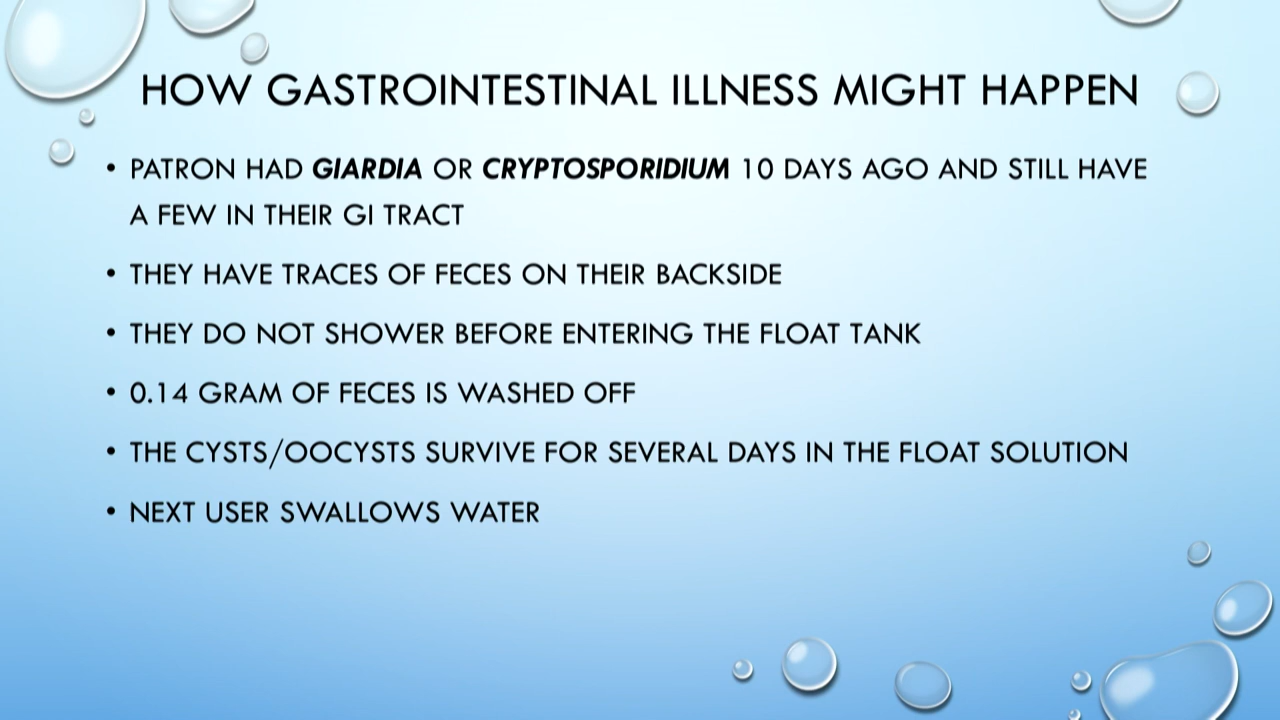 HOW GASTROINTESTINAL ILLNESS MIGHT HAPPEN
• PATRON HAD GIARDIA OR CRYPTOSPORIDIUM 10 DAYS AGO AND STILL HAVE
A FEW IN THEIR GI TRACT
• THEY HAVE TRACES OF FECES ON THEIR BACKSIDE
• THEY DO NOT SHOWER BEFORE ENTERING THE FLOAT TANK
• 0.14 GRAM OF FECES IS WASHED OFF
• THE CYSTS/OOCYSTS SURVIVE FOR SEVERAL DAYS IN THE FLOAT SOLUTION
• NEXT USER SWALLOWS WATER